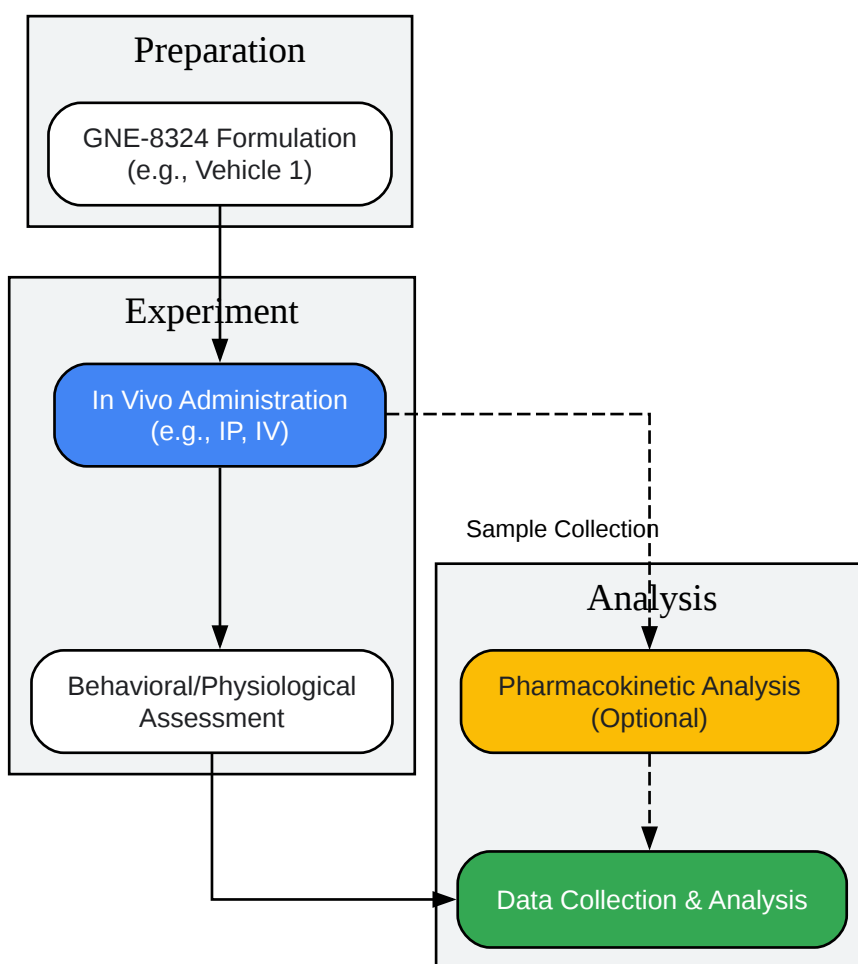 Preparation
GNE-8324 Formulation
(e.g., Vehicle 1)
Experiment
In Vivo Administration
(e.g., IP, IV)
Sample Collection
Behavioral/Physiological
Assessment
Analysis
Pharmacokinetic Analysis
(Optional)
Data Collection & Analysis